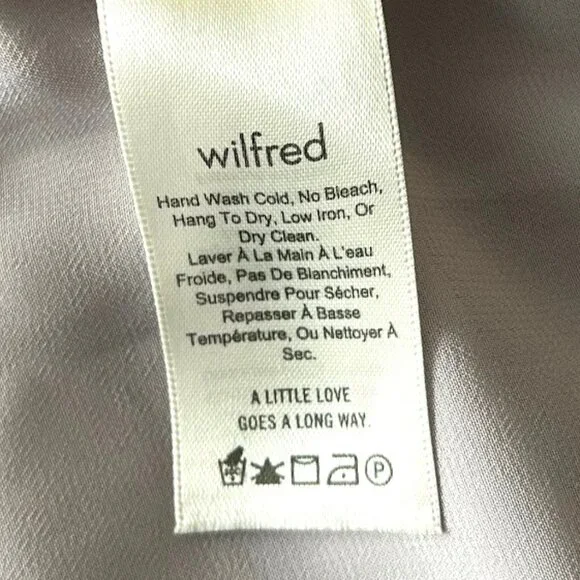 wilfred
Hand Wash Cold, No Bleach,
Hang To Dry, Low Iron, Or
Dry Clean.
Laver À La Main À L'eau
Froide, Pas De Blanchiment,
Suspendre Pour Sécher,
Repasser À Basse
Température, Ou Nettoyer À
Sec.
A LITTLE LOVE
GOES A LONG WAY.
P